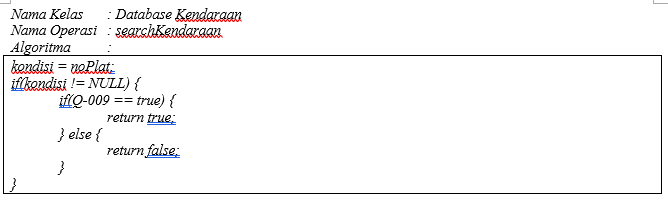 Nama Kelas : Database Kendaraan
Nama Operasi : searchKendaraan
Algoritma :
kondisi = noPlat;
if(kondisi != NULL) {
if(Q-009 == true) {
return true;
} else {
return false;
}
}